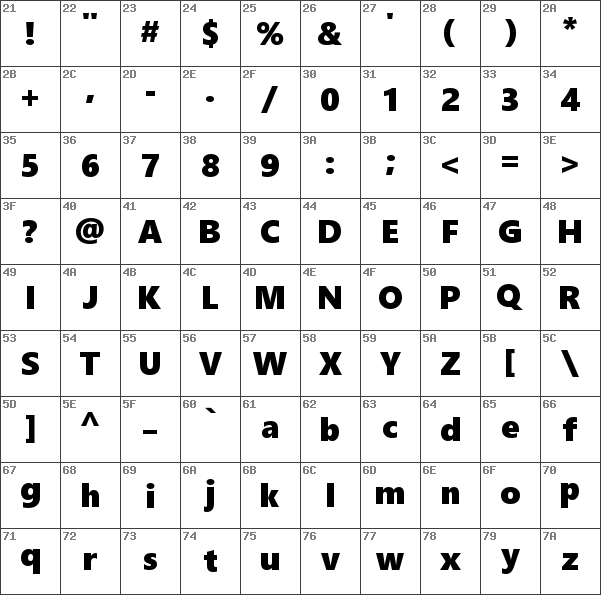 21 22 23 24 25 26 27 28 29 2A
! " # $ % & ' ( ) *
2B 2C 2D 2E 2F 30 31 32 33 34
+ , - . / 0 1 2 3 4
35 36 37 38 39 3A 3B 3C 3D 3E
5 6 7 8 9 : ; < = >
3F 40 41 42 43 44 45 46 47 48
? @ A B C D E F G H
49 4A 4B 4C 4D 4E 4F 50 51 52
I J K L M N O P Q R
53 54 55 56 57 58 59 5A 5B 5C
S T U V W X Y Z [ \
5D 5E 5F 60 61 62 63 64 65 66
] ^ _ ` a b c d e f
67 68 69 6A 6B 6C 6D 6E 6F 70
g h i j k l m n o p
71 72 73 74 75 76 77 78 79 7A
q r s t u v w x y z